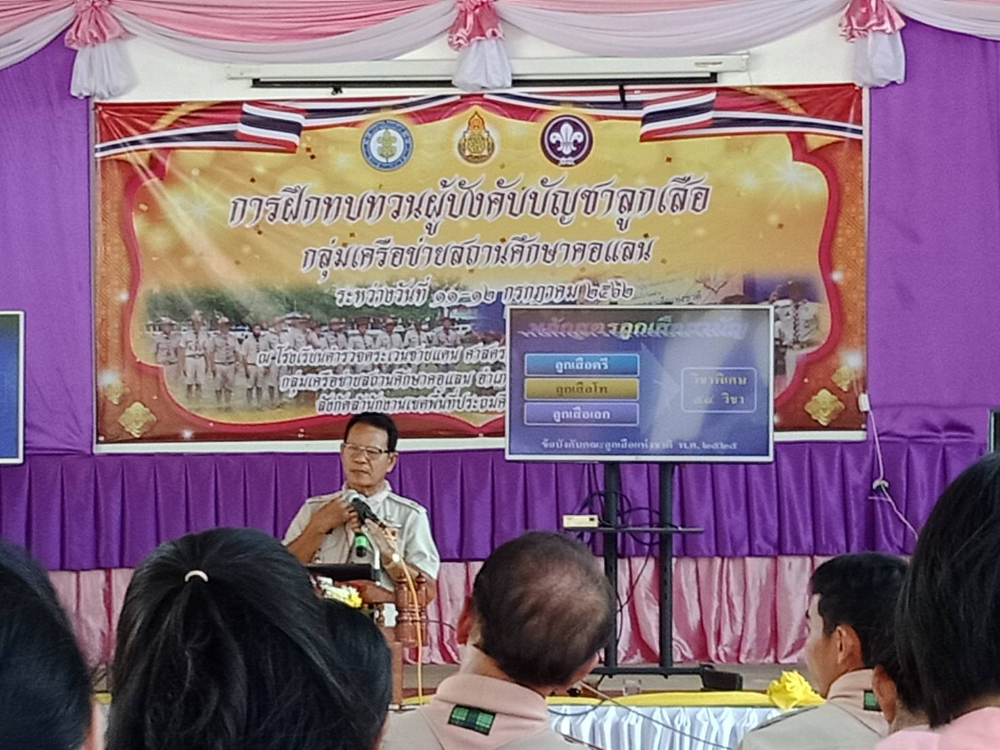 การฝึกทบทวนผู้บังคับบัญชาลูกเสือ
กลุ่มเครือข่ายสถานศึกษาคอแลน
ระหว่างวันที่ ๑๑-๑๒ กรกฎาคม ๒๕๖๒
ณ โรงเรียนตำรวจตระเวนชายแดน
กลุ่มเครือข่ายสถานศึกษาคอแลน
สังกัดสำนักงานเขตพื้นที่ประถมศึ
หลักสูตรลูกเสือสามัญ
ลูกเสือตรี
ลูกเสือโท
ลูกเสือเอก
วิชาพิเศษ
๕๔ วิชา
ข้อบังคับคณะลูกเสือแห่งชาติ พ.ศ. ๒๕๒๕